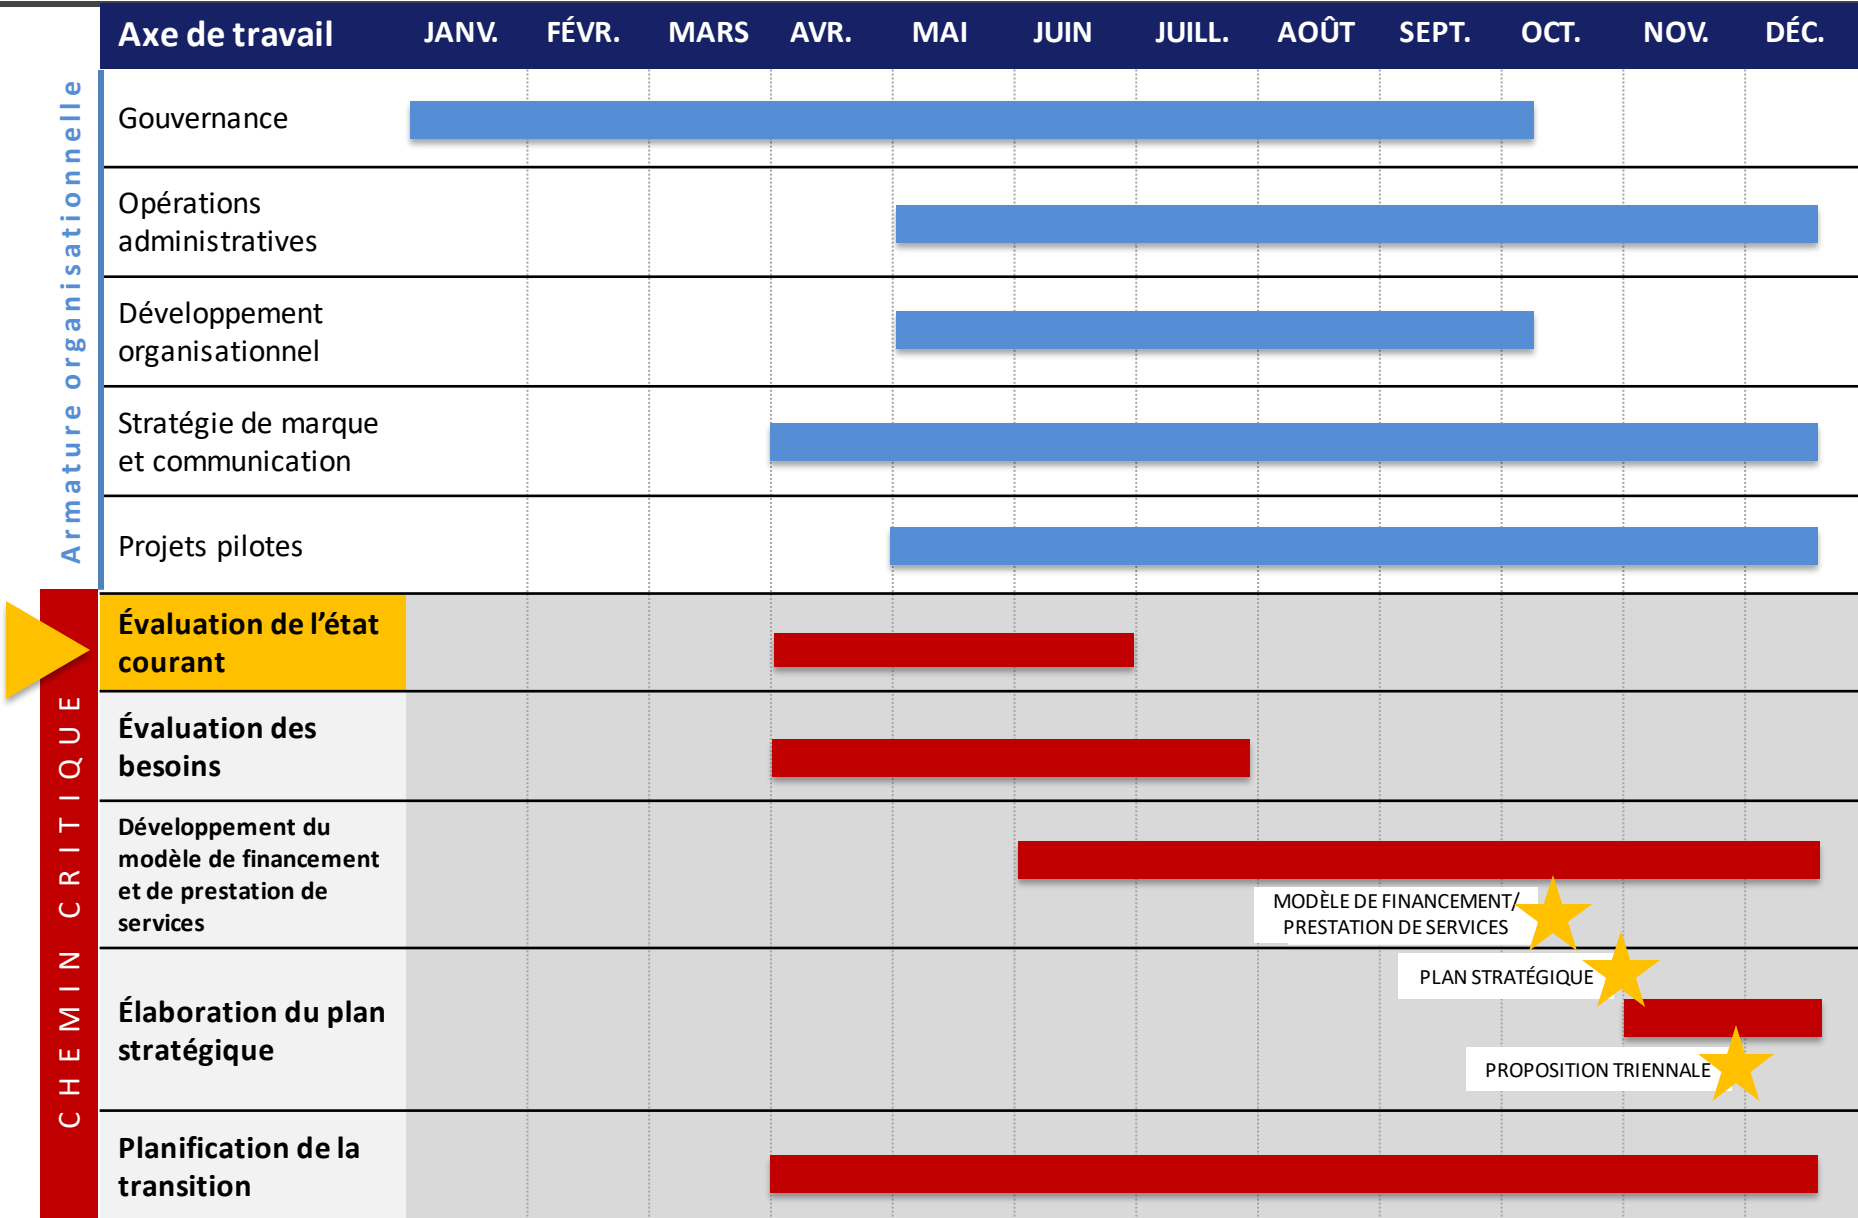 Axe de travail JANV. FÉVR. MARS AVR. MAI JUIN JUILL. AOÛT SEPT. OCT. NOV. DÉC.
Armature organisationnelle
Gouvernance
Opérations
administratives
Développement
organisationnel
Stratégie de marque
et communication
Projets pilotes
CHEMIN CRITIQUE
Évaluation de l’état
courant
Évaluation des
besoins
Développement du
modèle de financement
et de prestation de
services
MODÈLE DE FINANCEMENT/
PRESTATION DE SERVICES
PLAN STRATÉGIQUE
Élaboration du plan
stratégique
PROPOSITION TRIENNALE
Planification de la
transition